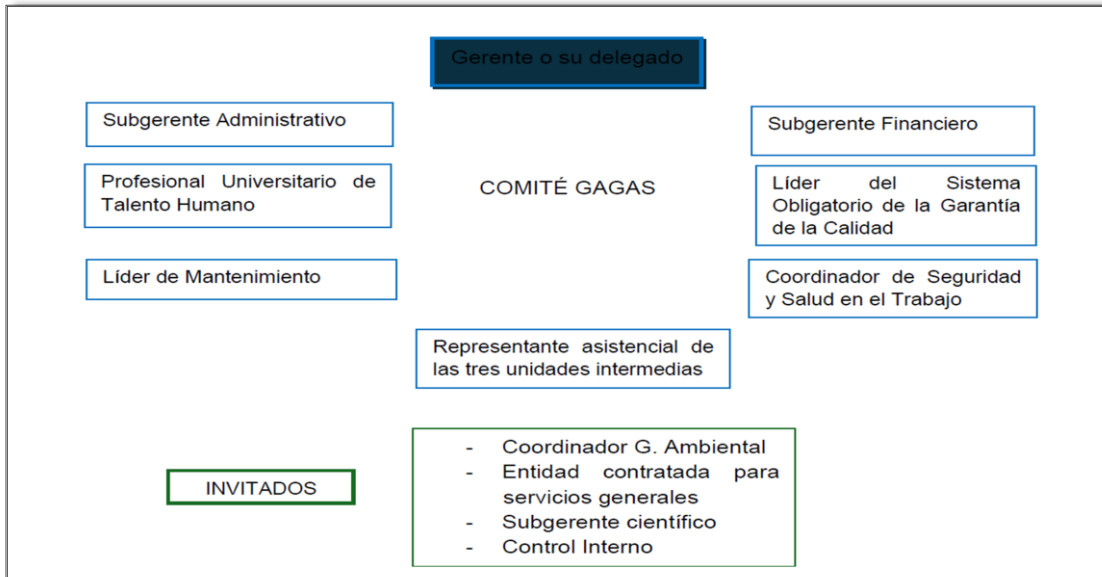 Gerente o su delegado
Subgerente Administrativo
Subgerente Financiero
Profesional Universitario de
Talento Humano
COMITÉ GAGAS
Líder del Sistema
Obligatorio de la Garantía
de la Calidad
Líder de Mantenimiento
Coordinador de Seguridad
y Salud en el Trabajo
Representante asistencial de
las tres unidades intermedias
INVITADOS
- Coordinador G. Ambiental
- Entidad contratada para
servicios generales
- Subgerente científico
- Control Interno